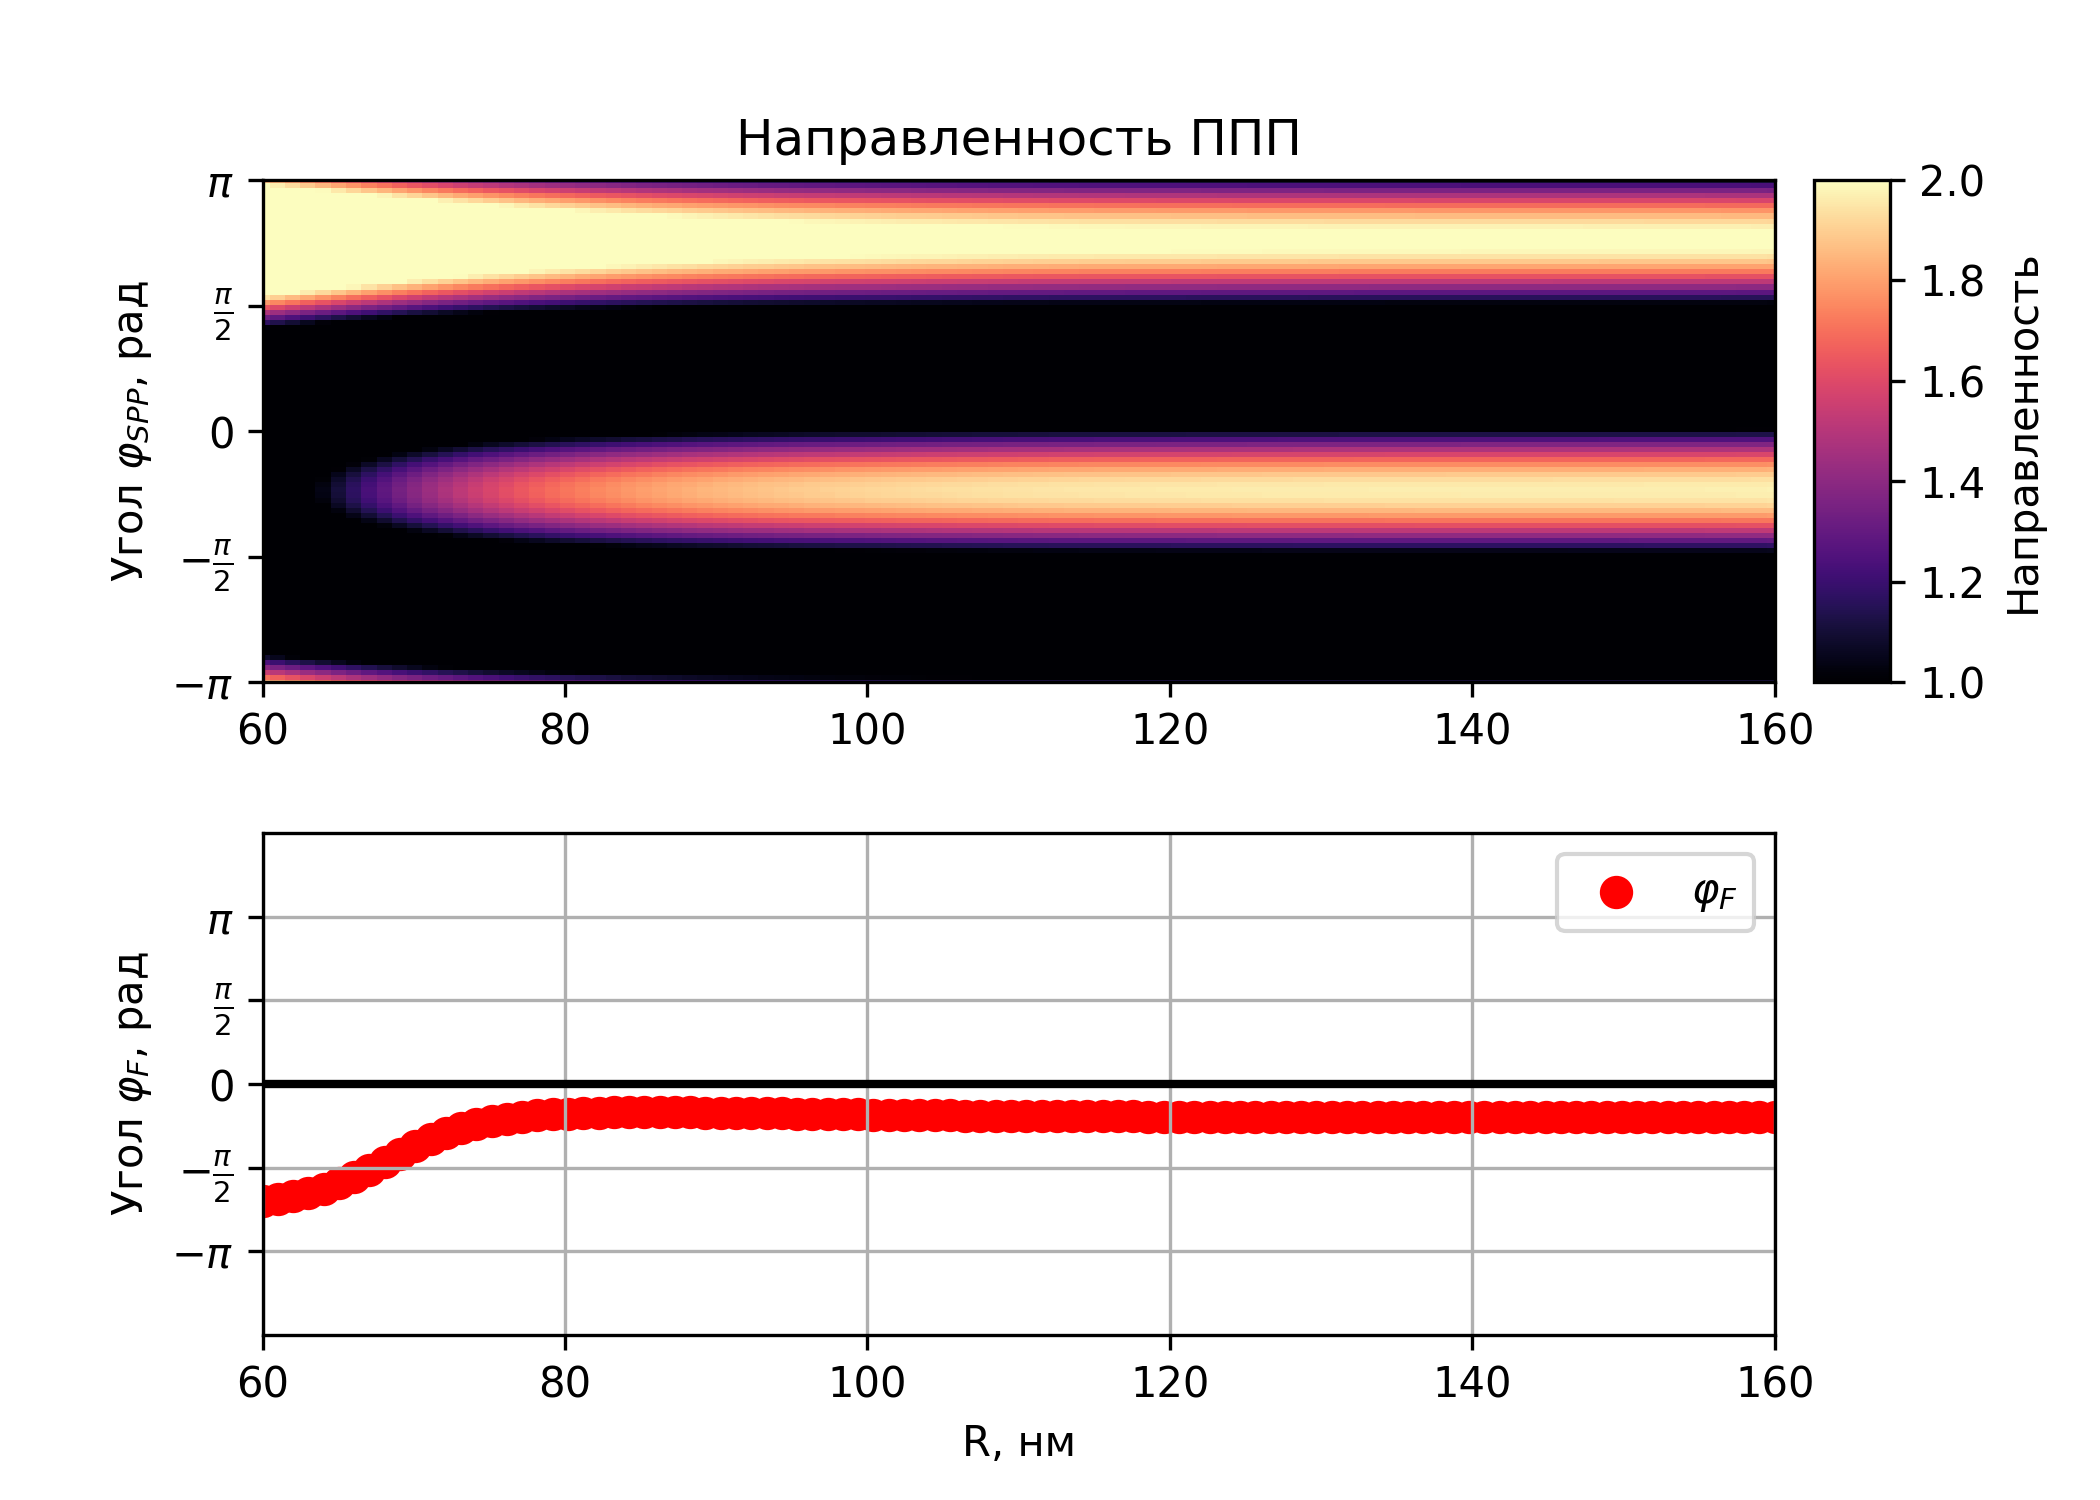 Направленность ППП
Угол φ_SPP, рад
π
π/2
0
−π/2
−π
60 80 100 120 140 160
2.0
1.8
1.6
1.4
1.2
1.0
Направленность
Угол φ_F, рад
π
π/2
0
−π/2
−π
φ_F
60 80 100 120 140 160
R, нм